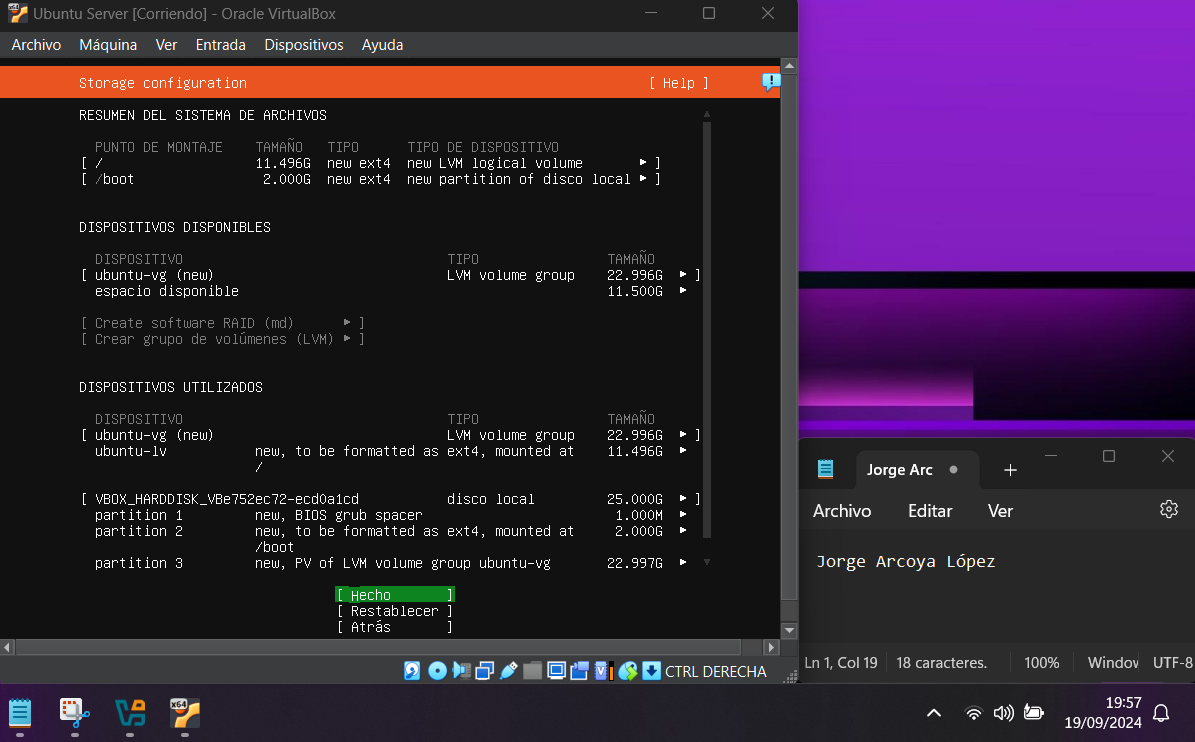 Ubuntu Server [Corriendo] - Oracle VirtualBox
Archivo Máquina Ver Entrada Dispositivos Ayuda
Storage configuration [ Help ]
RESUMEN DEL SISTEMA DE ARCHIVOS
PUNTO DE MONTAJE TAMAÑO TIPO TIPO DE DISPOSITIVO
[ / 11.496G new ext4 new LVM logical volume ▸ ]
[ /boot 2.000G new ext4 new partition of disco local ▸ ]
DISPOSITIVOS DISPONIBLES
DISPOSITIVO TIPO TAMAÑO
[ ubuntu-vg (new) LVM volume group 22.996G ▸ ]
espacio disponible 11.500G ▸
[ Create software RAID (md) ▸ ]
[ Crear grupo de volúmenes (LVM) ▸ ]
DISPOSITIVOS UTILIZADOS
DISPOSITIVO TIPO TAMAÑO
[ ubuntu-vg (new) LVM volume group 22.996G ▸ ]
ubuntu-lv new, to be formatted as ext4, mounted at 11.496G ▸
/
[ VBOX_HARDDISK_VBe752ec72-ecd0a1cd disco local 25.000G ▸ ]
partition 1 new, BIOS grub spacer 1.000M ▸
partition 2 new, to be formatted as ext4, mounted at 2.000G ▸
/boot
partition 3 new, PV of LVM volume group ubuntu-vg 22.997G ▸
[ Hecho ]
[ Restablecer ]
[ Atrás ]
CTRL DERECHA
Jorge Arc
Archivo Editar Ver
Jorge Arcoya López
Ln 1, Col 19 18 caracteres. 100% Window UTF-8
x64
19:57
19/09/2024